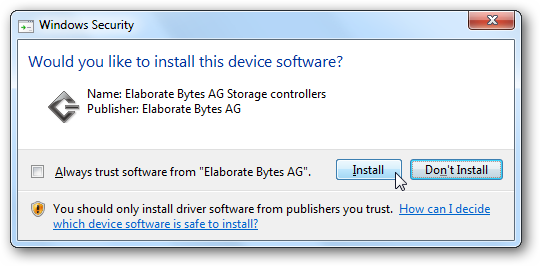 Windows Security
Would you like to install this device software?
Name: Elaborate Bytes AG Storage controllers
Publisher: Elaborate Bytes AG
Always trust software from "Elaborate Bytes AG".
Install
Don't Install
You should only install driver software from publishers you trust. How can I decide
which device software is safe to install?